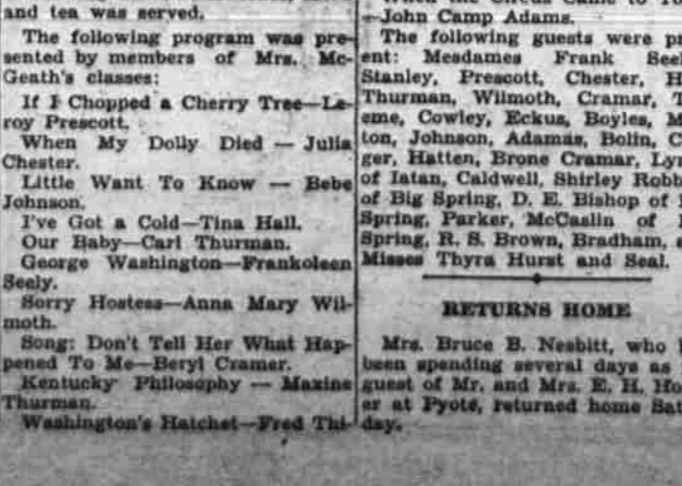 and tea was served.
The following program was pre-
sented by members of Mrs. Mc-
Geath's classes:
If I Chopped a Cherry Tree—Le-
roy Prescott.
When My Dolly Died — Julia
Chester.
Little Want To Know — Bebe
Johnson.
I've Got a Cold—Tina Hall.
Our Baby—Carl Thurman.
George Washington—Frankoleen
Seely.
Sorry Hostess—Anna Mary Wil-
moth.
Song: Don't Tell Her What Hap-
pened To Me—Beryl Cramer.
Kentucky Philosophy — Maxine
Thurman.
Washington's Hatchet—Fred Thi-
—John Camp Adams.
The following guests were pr
ent: Mesdames Frank Seel
Stanley, Prescott, Chester, H
Thurman, Wilmoth, Cramar, T
eme, Cowley, Eckus, Boyles, M
ton, Johnson, Adamas, Bolin, C
ger, Hatten, Brone Cramar, Lyn
of Iatan, Caldwell, Shirley Robb
of Big Spring, D. E. Bishop of
Spring, Parker, McCaslin of
Spring, R. S. Brown, Bradham,
Misses Thyra Hurst and Seal.
RETURNS HOME
Mrs. Bruce B. Nesbitt, who
been spending several days as
guest of Mr. and Mrs. E. H. Ho
er at Pyote, returned home Sat
day.